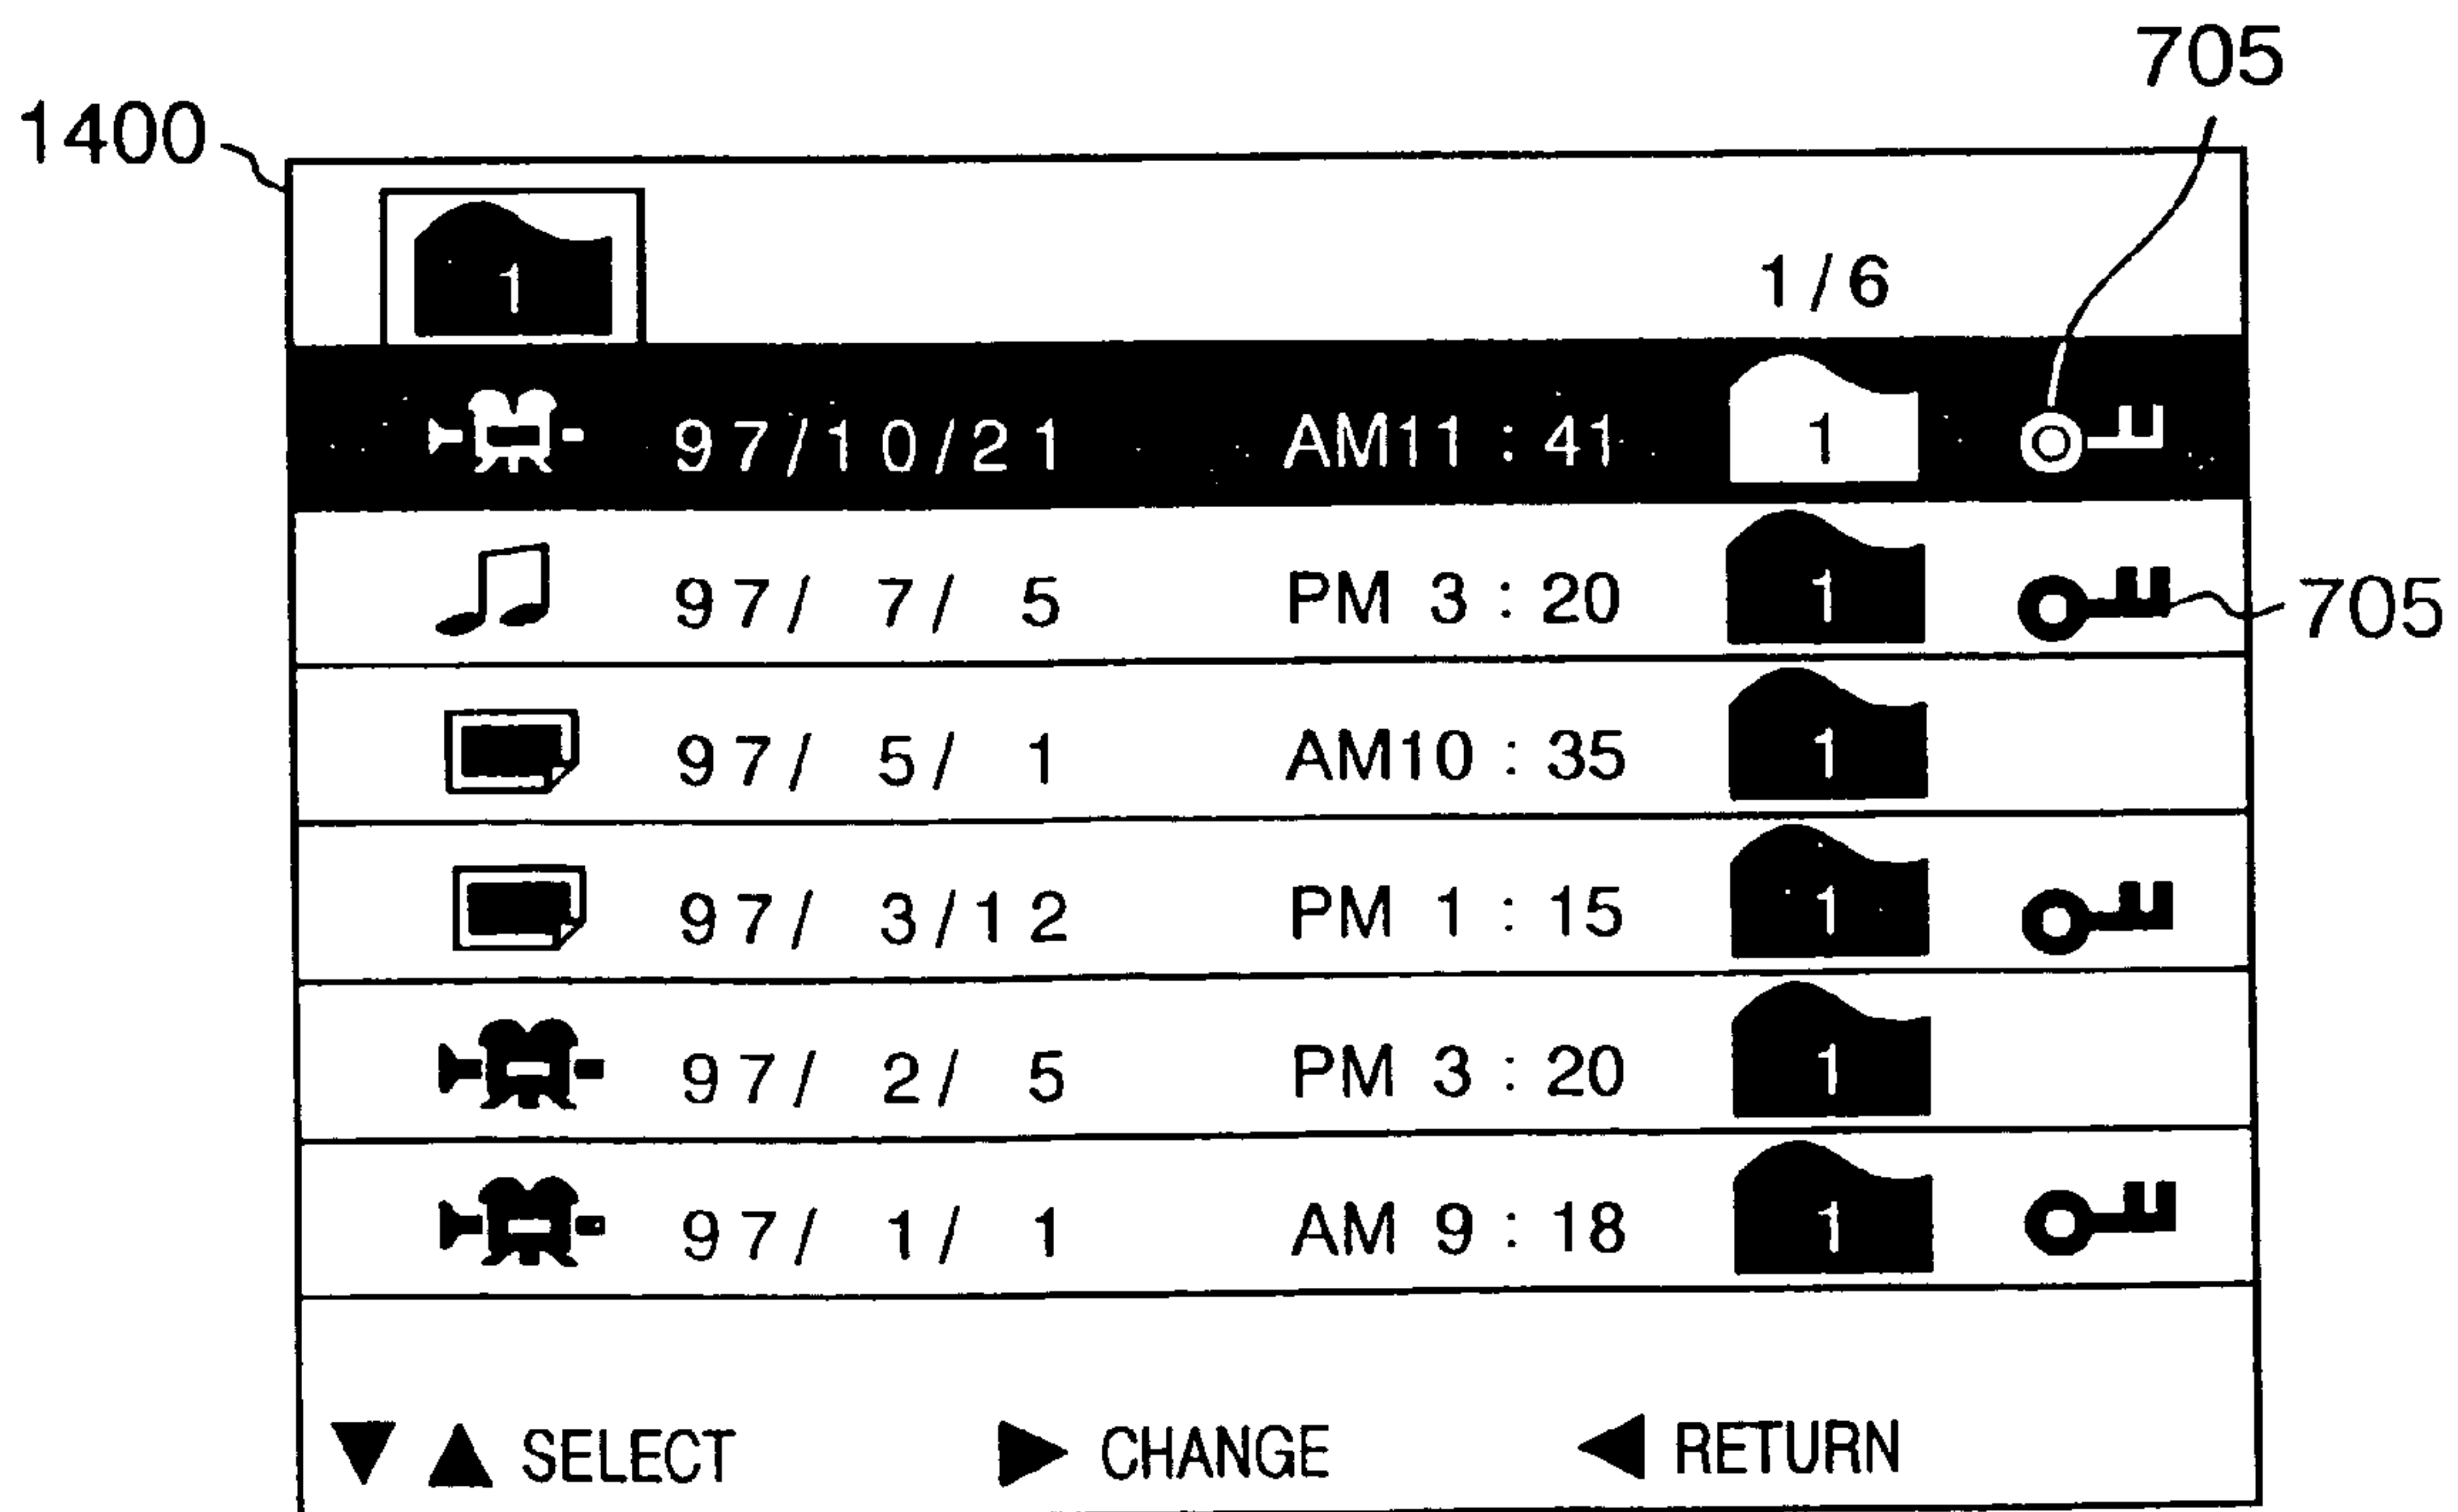 705
1400
1
1/6
97/10/21 AM11:41 1
97/ 7/ 5 PM 3:20 1 705
97/ 5/ 1 AM10:35 1
97/ 3/12 PM 1:15 1
97/ 2/ 5 PM 3:20 1
97/ 1/ 1 AM 9:18 1
▼ ▲ SELECT ▶ CHANGE ◀ RETURN